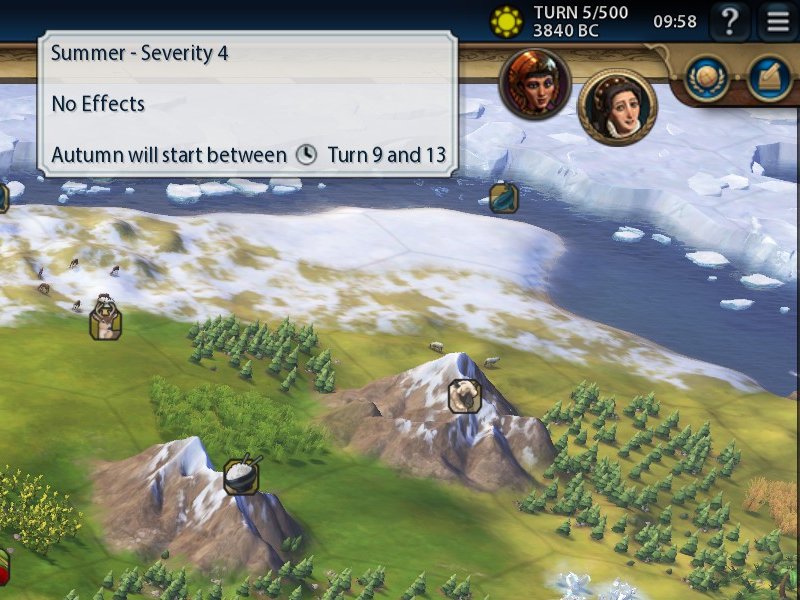 TURN 5/500
3840 BC
09:58
?
Summer - Severity 4
No Effects
Autumn will start between Turn 9 and 13